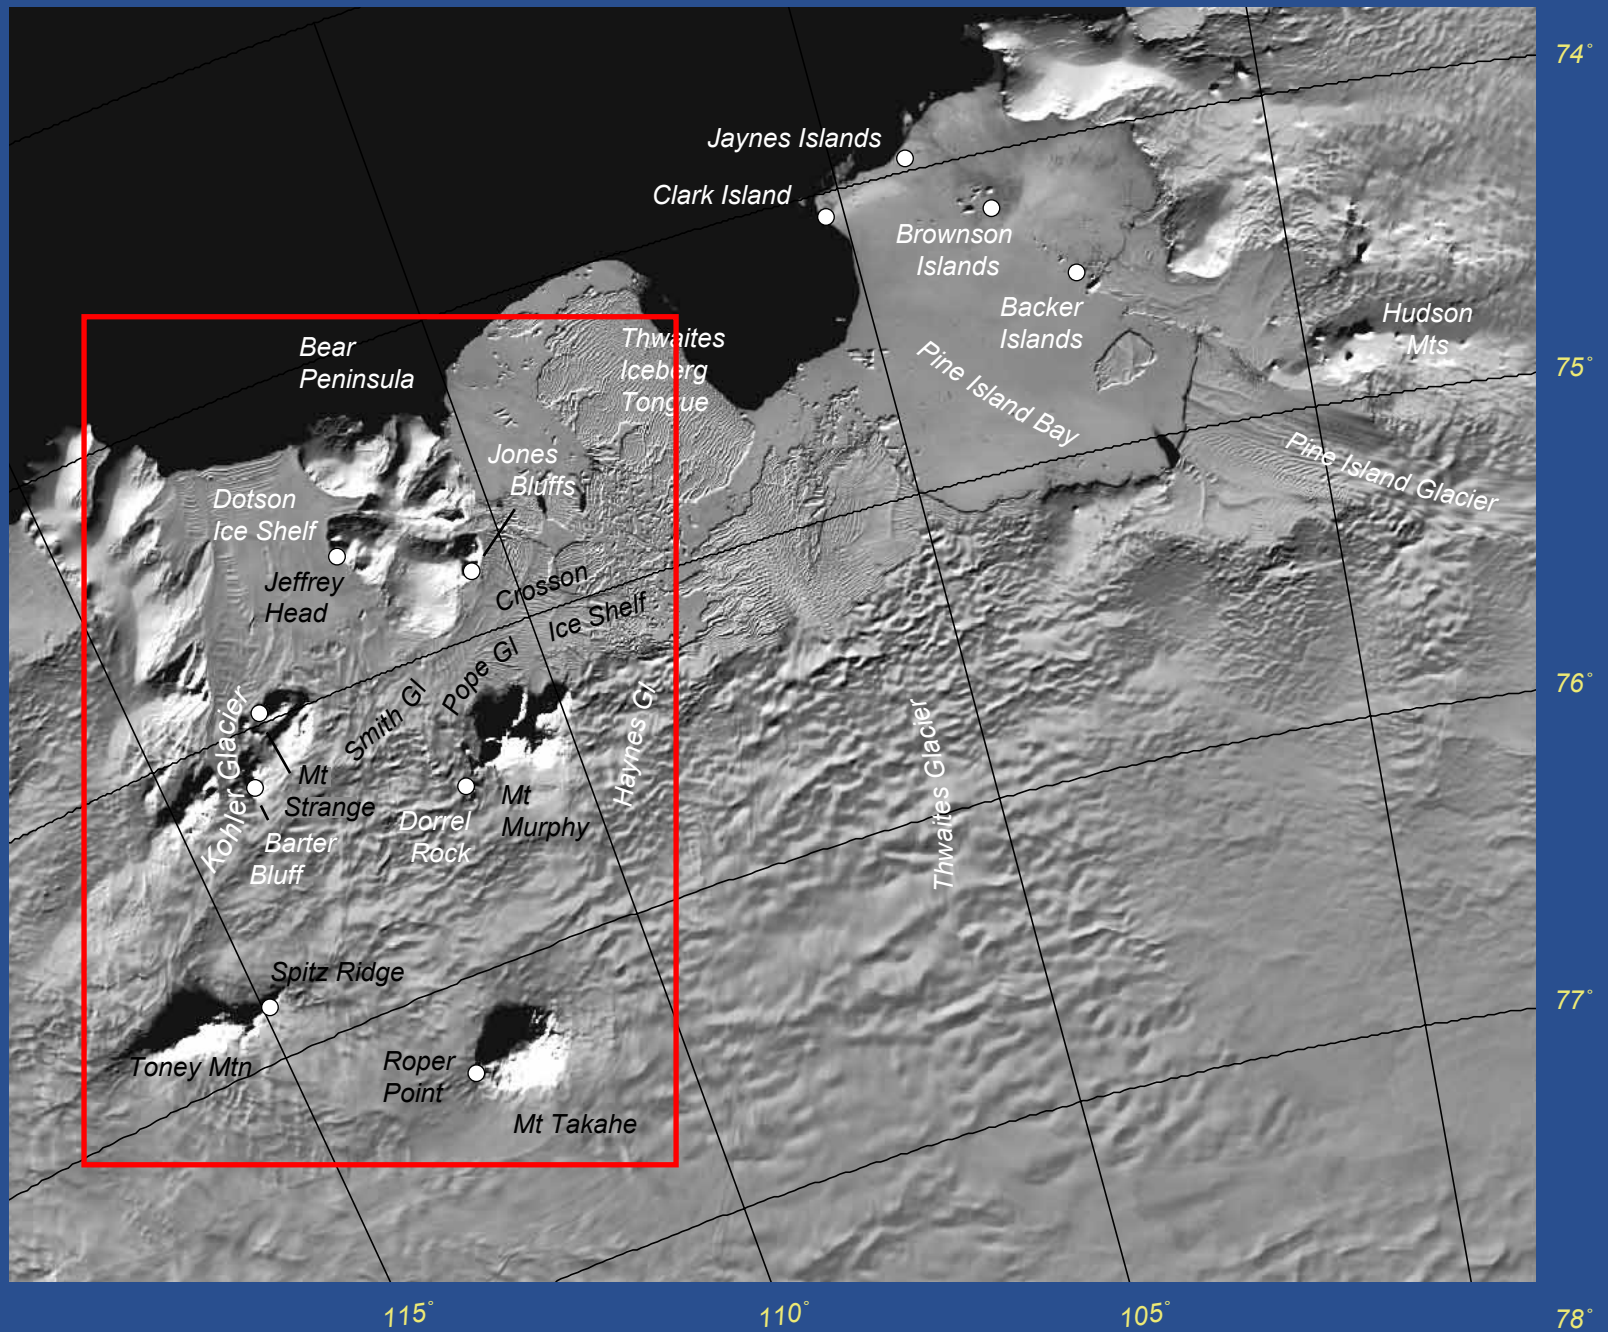 74°
Jaynes Islands
Clark Island
Brownson
Islands
Backer
Islands
Hudson
Mts
Bear
Peninsula
Thwaites
Iceberg
Tongue
75°
Pine Island Bay
Pine Island Glacier
Jones
Bluffs
Dotson
Ice Shelf
Jeffrey
Head
Crosson
Ice Shelf
Pope Gl
Smith Gl
Haynes Gl
Thwaites Glacier
76°
Kohler Glacier
Mt
Strange
Barter
Bluff
Dorrel
Rock
Mt
Murphy
Spitz Ridge
77°
Toney Mtn
Roper
Point
Mt Takahe
115°
110°
105°
78°